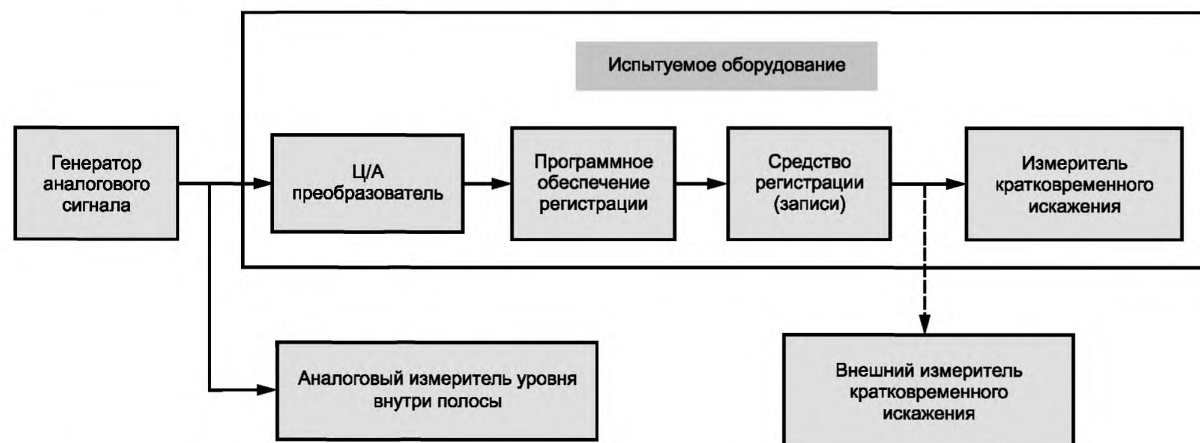 Испытуемое оборудование
Генератор
аналогового
сигнала
Ц/А
преобразователь
Программное
обеспечение
регистрации
Средство
регистрации
(записи)
Измеритель
кратковременного
искажения
Аналоговый измеритель уровня
внутри полосы
Внешний измеритель
кратковременного
искажения